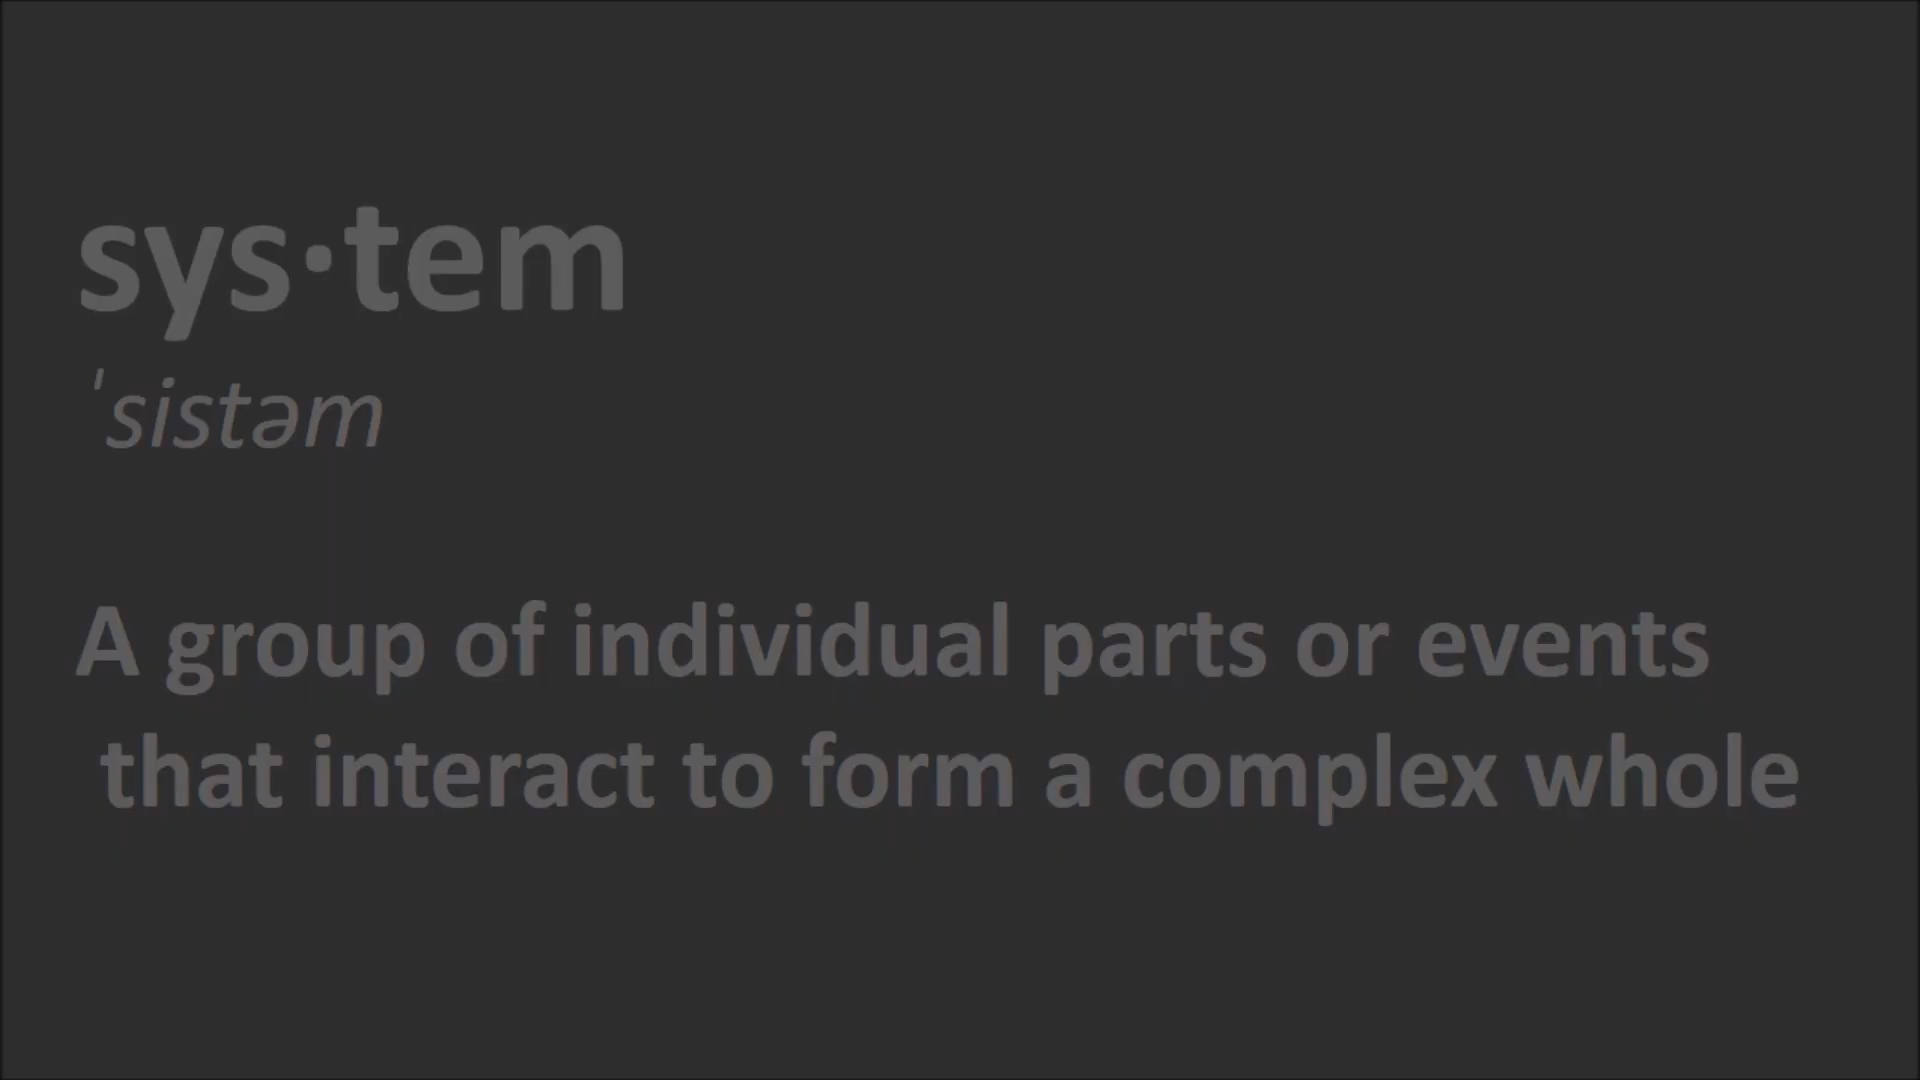 sys·tem
ˈsistəm
A group of individual parts or events
that interact to form a complex whole